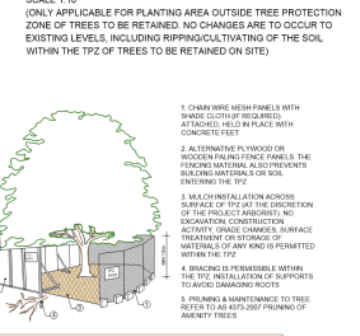 SCALE 1:10
(ONLY APPLICABLE FOR PLANTING AREA OUTSIDE TREE PROTECTION
ZONE OF TREES TO BE RETAINED. NO CHANGES ARE TO OCCUR TO
EXISTING LEVELS, INCLUDING RIPPING/CULTIVATING OF THE SOIL
WITHIN THE TPZ OF TREES TO BE RETAINED ON SITE)
1. CHAIN WIRE MESH PANELS WITH
SHADE CLOTH (IF REQUIRED)
ATTACHED, HELD IN PLACE WITH
CONCRETE FEET
2. ALTERNATIVE PLYWOOD OR
WOODEN PALING FENCE PANELS. THE
FENCING MATERIAL ALSO PREVENTS
BUILDING MATERIALS OR SOIL
ENTERING THE TPZ
3. MULCH INSTALLATION ACROSS
SURFACE OF TPZ (AT THE DISCRETION
OF THE PROJECT ARBORIST). NO
EXCAVATION, CONSTRUCTION
ACTIVITY, GRADE CHANGES, SURFACE
TREATMENT OR STORAGE OF
MATERIALS OF ANY KIND IS PERMITTED
WITHIN THE TPZ
4. BRACING IS PERMISSIBLE WITHIN
THE TPZ. INSTALLATION OF SUPPORTS
TO AVOID DAMAGING ROOTS
5. PRUNING & MAINTENANCE TO TREE
REFER TO AS 4373-2007 PRUNING OF
AMENITY TREES
4
3
1